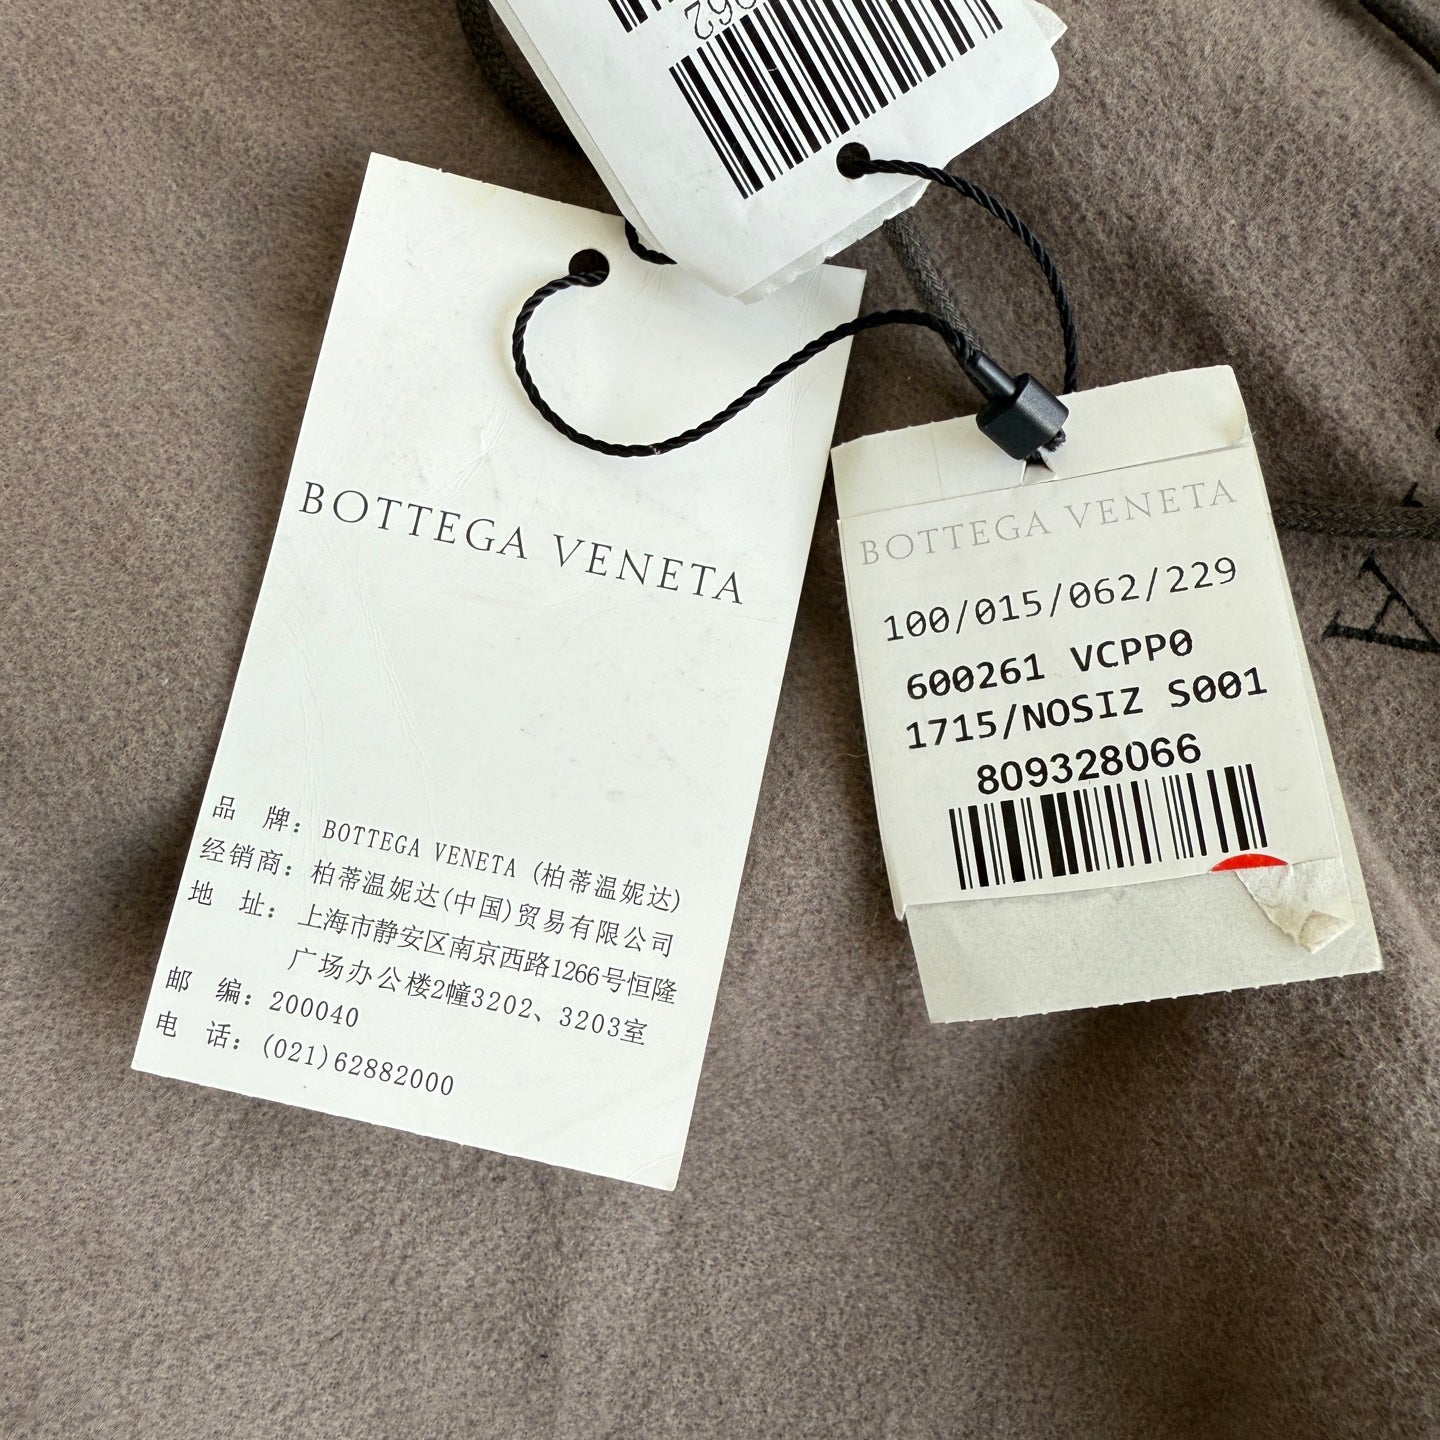 062
BOTTEGA VENETA
品 牌: BOTTEGA VENETA (柏蒂温妮达)
经销商: 柏蒂温妮达(中国)贸易有限公司
地 址: 上海市静安区南京西路1266号恒隆
广场办公楼2幢3202、3203室
邮 编: 200040
电 话: (021)62882000
BOTTEGA VENETA
100/015/062/229
600261 VCPP0
1715/NOSIZ S001
809328066
A